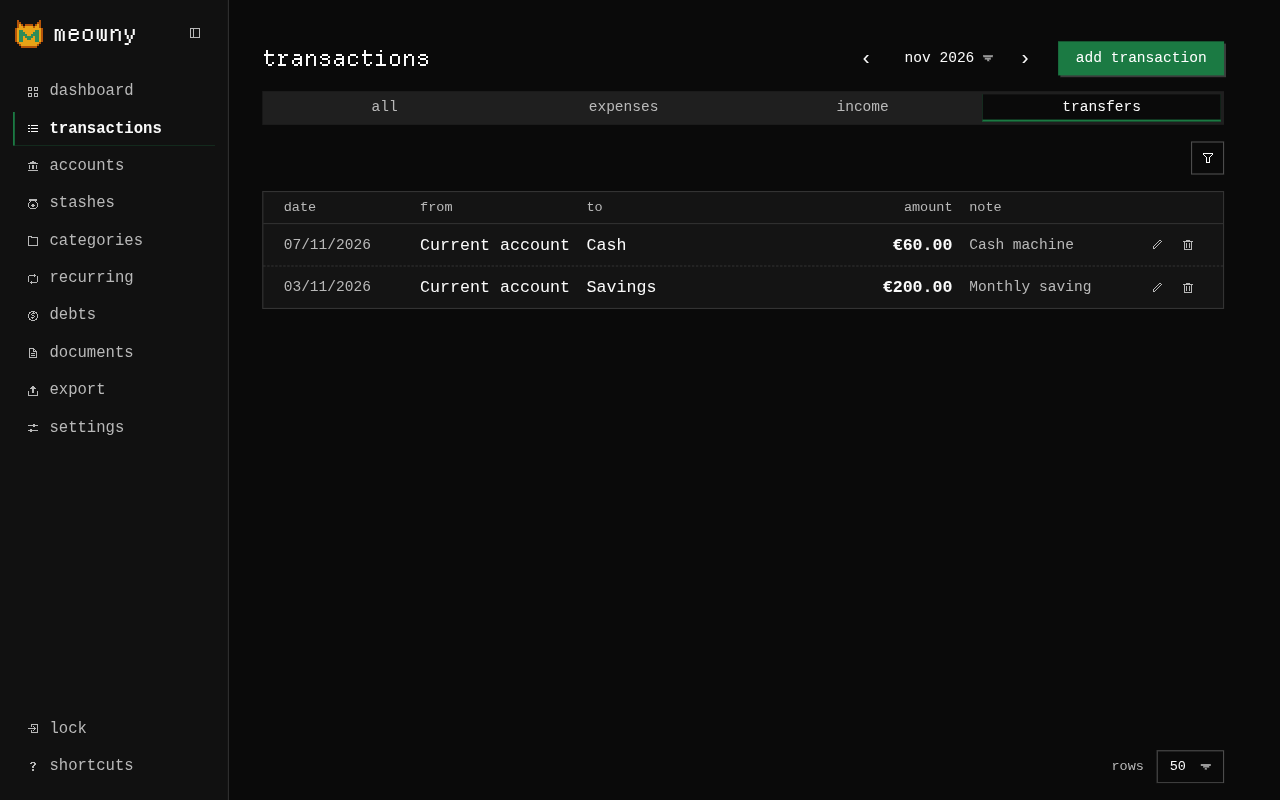 meowny
dashboard
transactions
accounts
stashes
categories
recurring
debts
documents
export
settings
lock
? shortcuts
transactions
‹ nov 2026 ›
add transaction
all expenses income transfers
date from to amount note
07/11/2026 Current account Cash €60.00 Cash machine
03/11/2026 Current account Savings €200.00 Monthly saving
rows 50